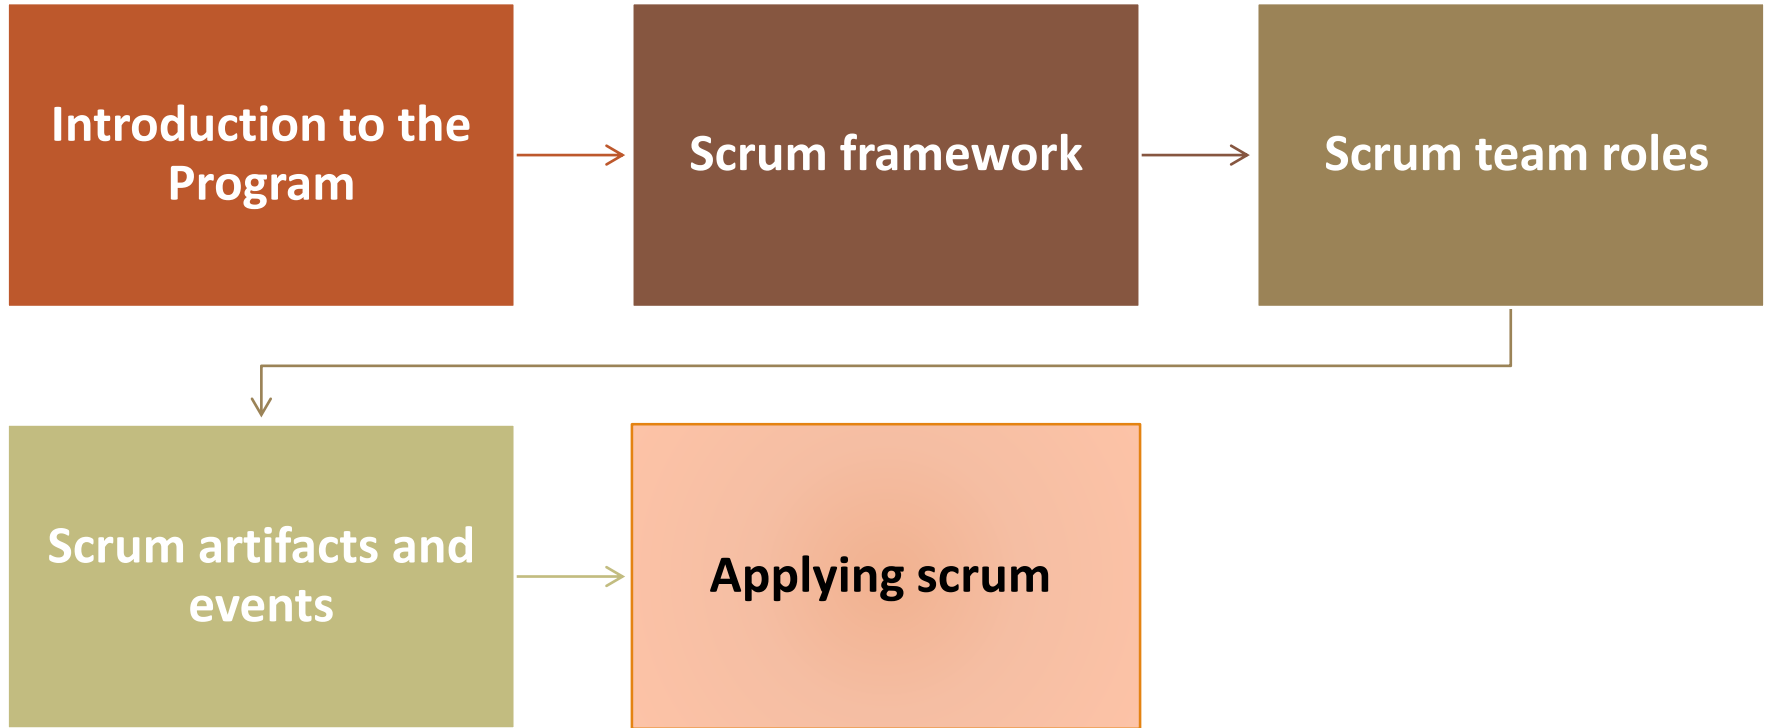 Introduction to the
Program
Scrum framework
Scrum team roles
Scrum artifacts and
events
Applying scrum